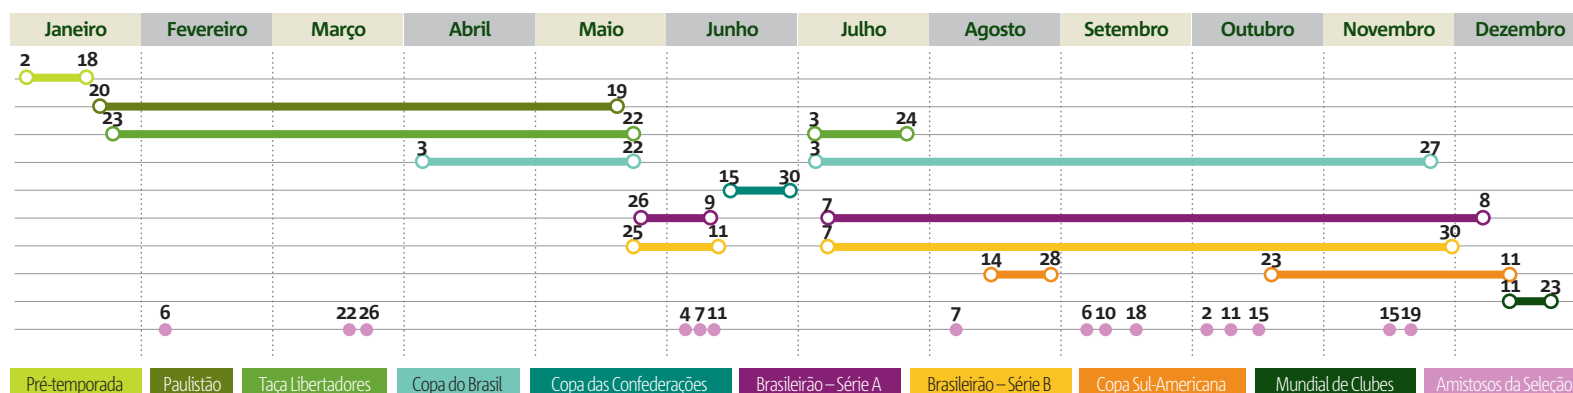 Janeiro Fevereiro Março Abril Maio Junho Julho Agosto Setembro Outubro Novembro Dezembro
2 18
20 19
23 22 3 24
3 22 3 27
15 30
26 9 7 8
25 11 7 30
14 28 23 11
11 23
6 22 26 4 7 11 7 6 10 18 2 11 15 15 19
Pré-temporada Paulistão Taça Libertadores Copa do Brasil Copa das Confederações Brasileirão – Série A Brasileirão – Série B Copa Sul-Americana Mundial de Clubes Amistosos da Seleção